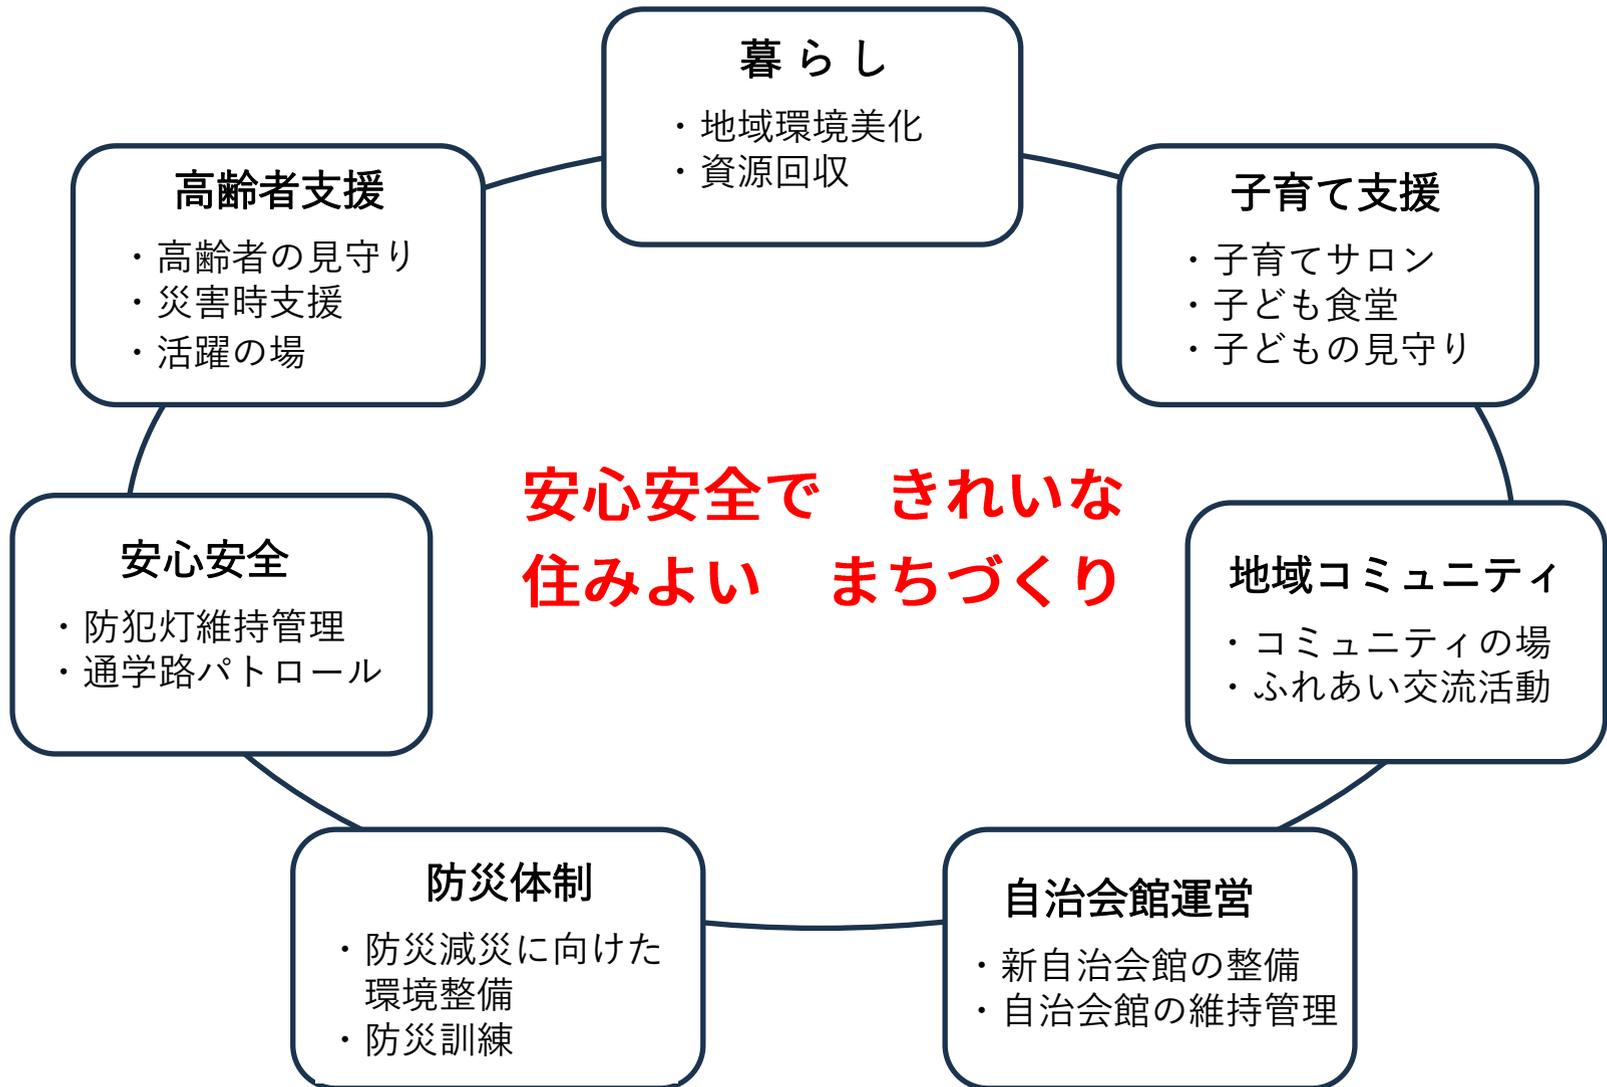 暮らし
・地域環境美化
・資源回収
高齢者支援
・高齢者の見守り
・災害時支援
・活躍の場
子育て支援
・子育てサロン
・子ども食堂
・子どもの見守り
安心安全で　きれいな
住みよい　まちづくり
安心安全
・防犯灯維持管理
・通学路パトロール
地域コミュニティ
・コミュニティの場
・ふれあい交流活動
防災体制
・防災減災に向けた
環境整備
・防災訓練
自治会館運営
・新自治会館の整備
・自治会館の維持管理